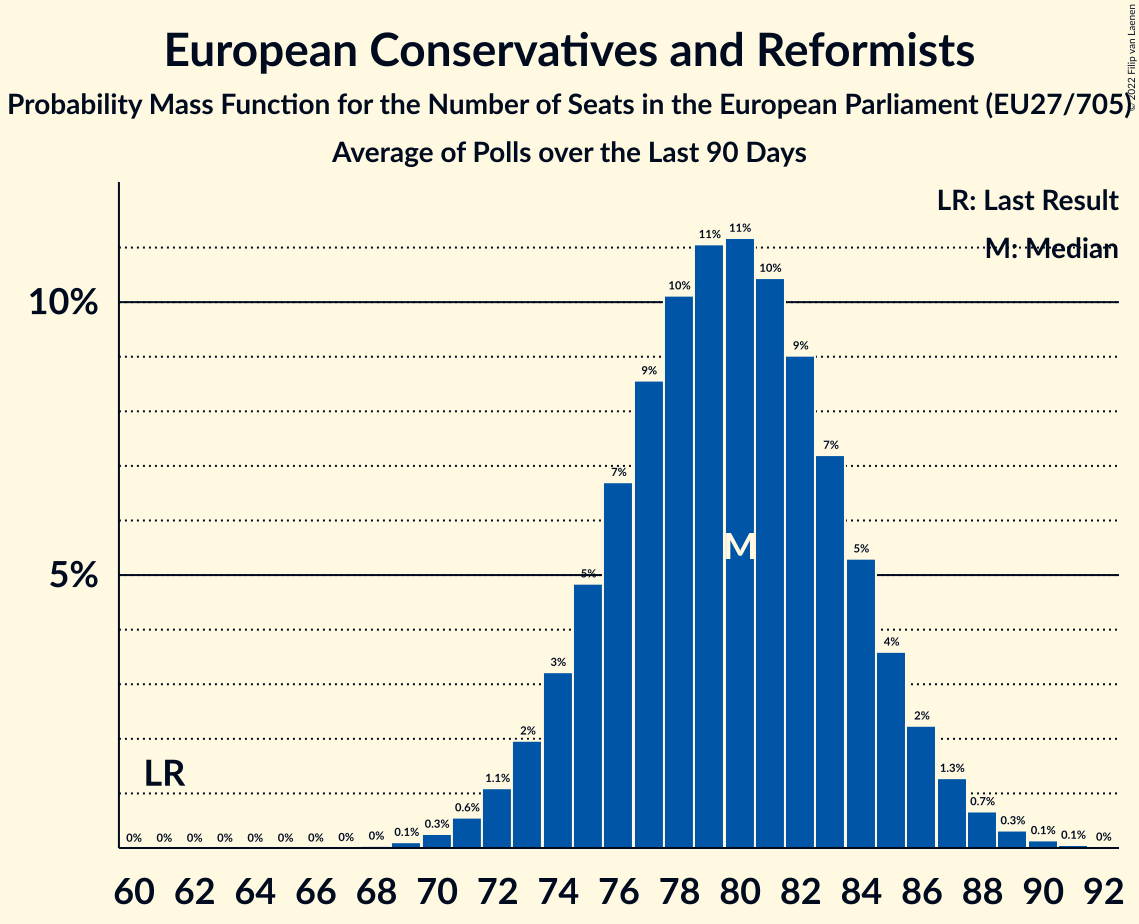 European Conservatives and Reformists
Probability Mass Function for the Number of Seats in the European Parliament (EU27/705)
Average of Polls over the Last 90 Days
© 2022 Filip van Laenen
LR: Last Result
M: Median
10%
5%
LR
M
0% 0% 0% 0% 0% 0% 0% 0% 0% 0.1% 0.3% 0.6% 1.1% 2% 3% 5% 7% 9% 10% 11% 11% 10% 9% 7% 5% 4% 2% 1.3% 0.7% 0.3% 0.1% 0.1% 0%
60 62 64 66 68 70 72 74 76 78 80 82 84 86 88 90 92